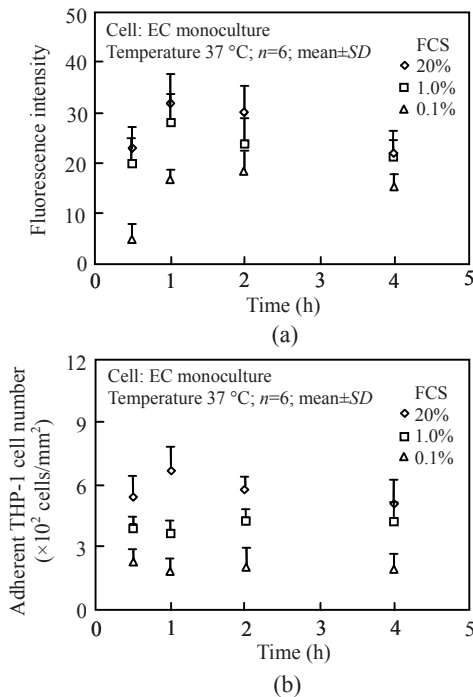 50
40
30
20
10
0
Fluorescence intensity
Cell: EC monoculture
Temperature 37 °C; n=6; mean±SD
FCS
20%
1.0%
0.1%
0 1 2 3 4 5
Time (h)
(a)
12
9
6
3
0
Adherent THP-1 cell number
(×10² cells/mm²)
Cell: EC monoculture
Temperature 37 °C; n=6; mean±SD
FCS
20%
1.0%
0.1%
0 1 2 3 4 5
Time (h)
(b)